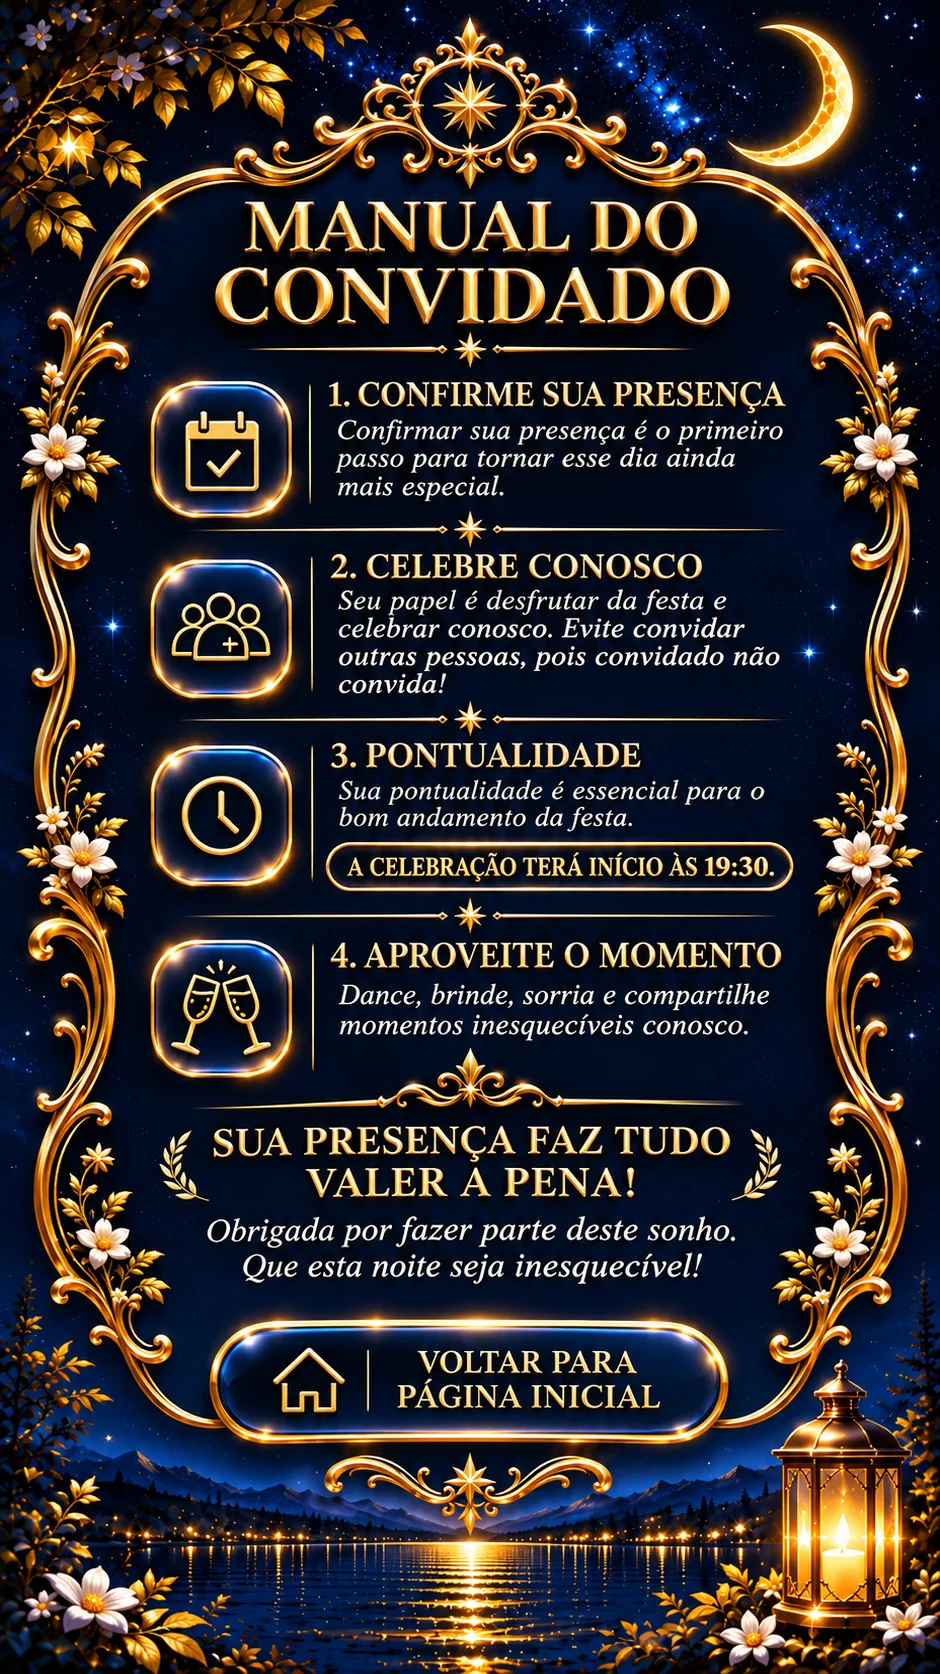 MANUAL DO
CONVIDADO
1. CONFIRME SUA PRESENÇA
Confirmar sua presença é o primeiro
passo para tornar esse dia ainda
mais especial.
2. CELEBRE CONOSCO
Seu papel é desfrutar da festa e
celebrar conosco. Evite convidar
outras pessoas, pois convidado não
convida!
3. PONTUALIDADE
Sua pontualidade é essencial para o
bom andamento da festa.
A CELEBRAÇÃO TERÁ INÍCIO ÀS 19:30.
4. APROVEITE O MOMENTO
Dance, brinde, sorria e compartilhe
momentos inesquecíveis conosco.
SUA PRESENÇA FAZ TUDO
VALER A PENA!
Obrigada por fazer parte deste sonho.
Que esta noite seja inesquecível!
VOLTAR PARA
PÁGINA INICIAL